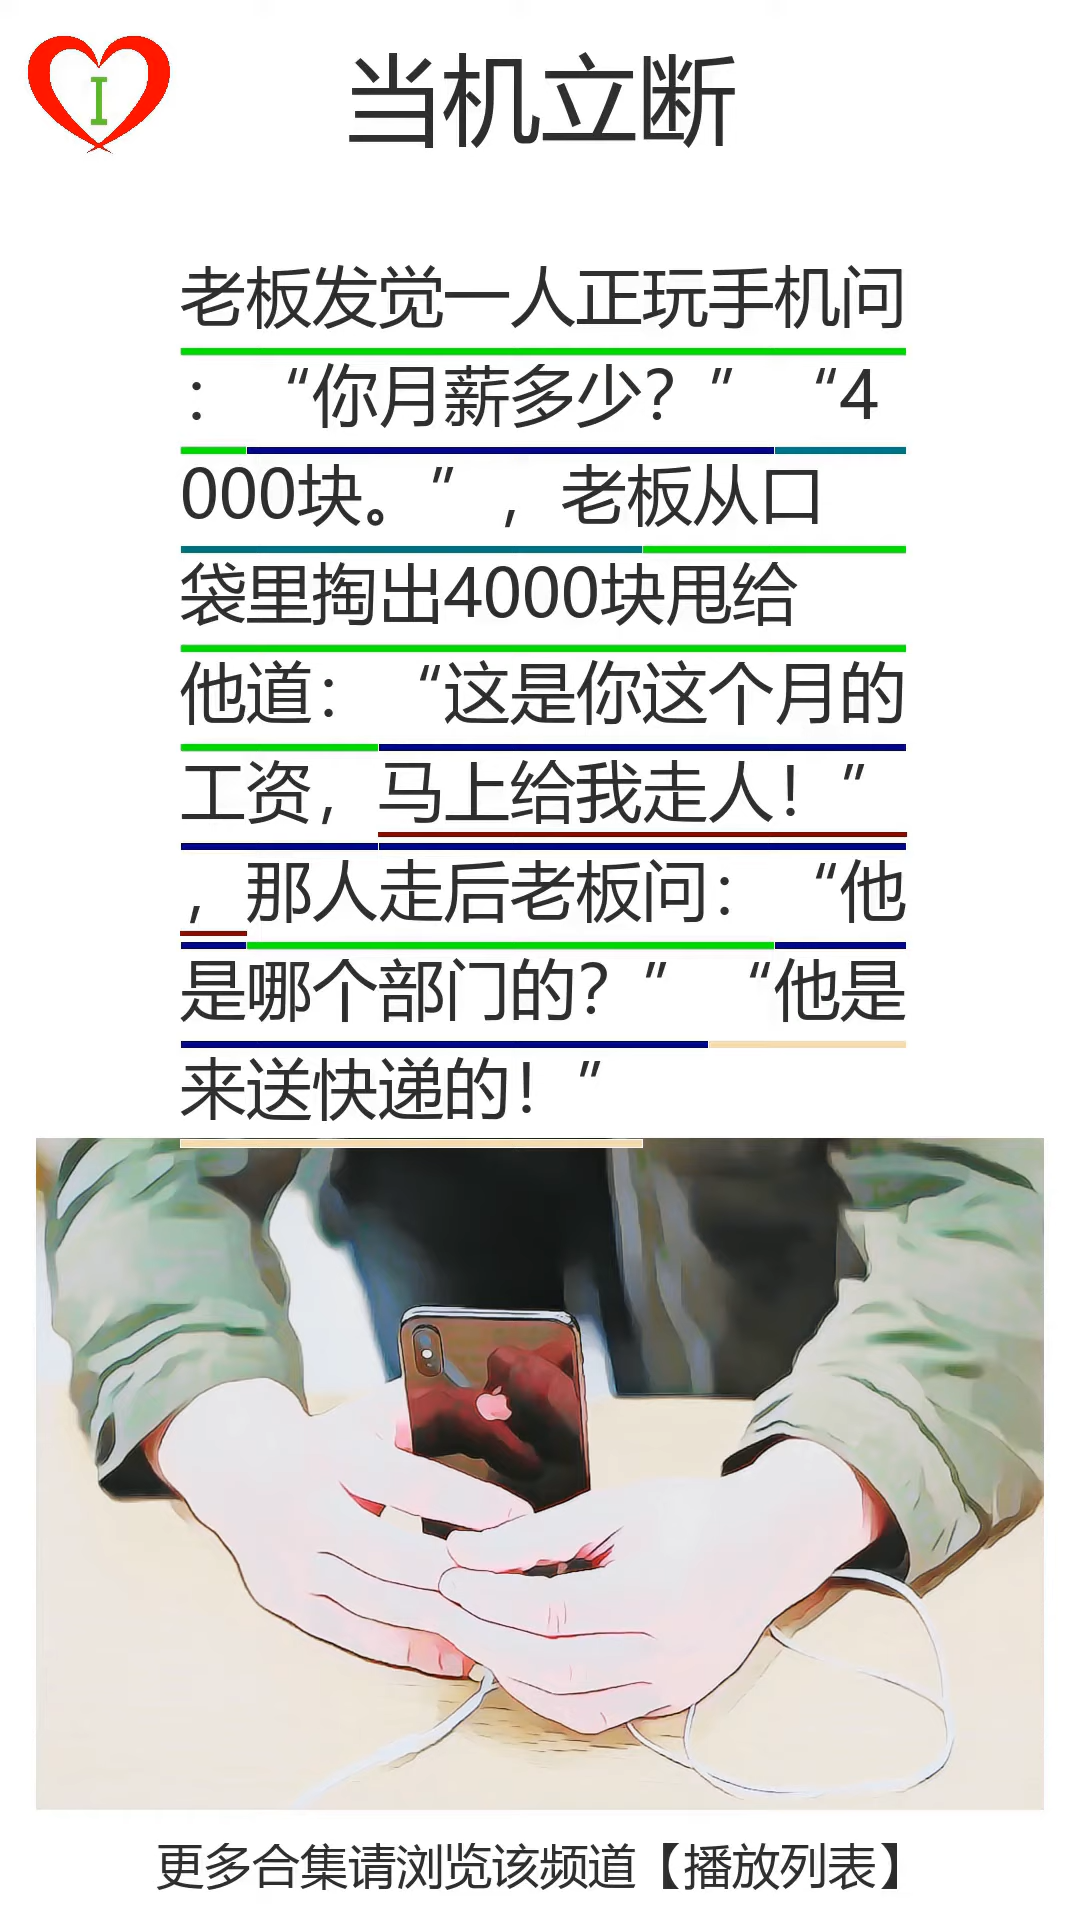 I
当机立断
老板发觉一人正玩手机问
：“你月薪多少？”“4
000块。”，老板从口
袋里掏出4000块甩给
他道：“这是你这个月的
工资，马上给我走人！”
，那人走后老板问：“他
是哪个部门的？”“他是
来送快递的！”
更多合集请浏览该频道【播放列表】